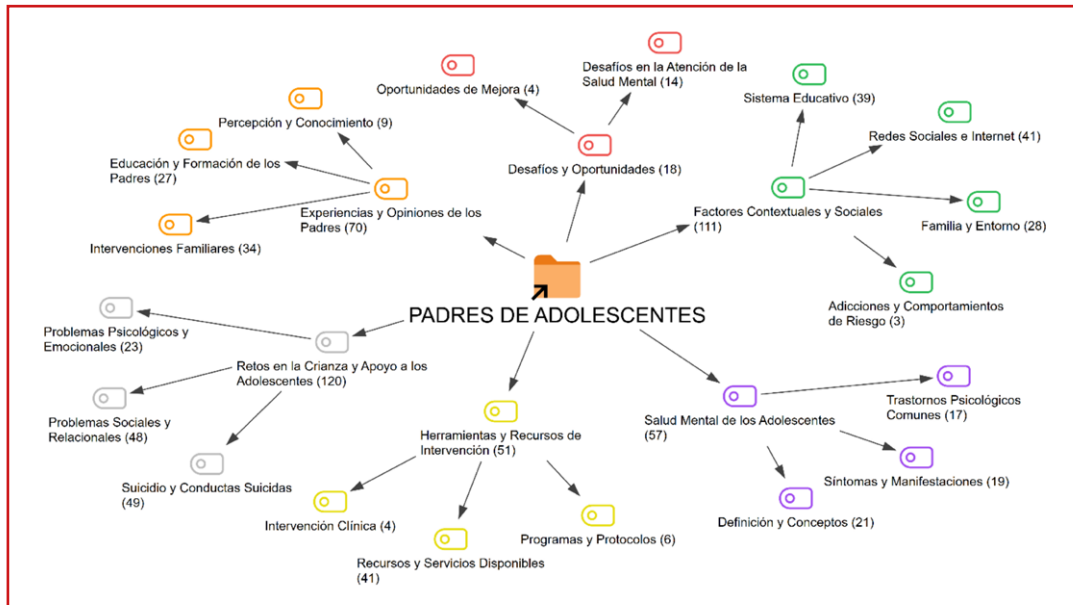 Desafíos en la Atención de la
Salud Mental (14)
Oportunidades de Mejora (4)
Sistema Educativo (39)
Percepción y Conocimiento (9)
Redes Sociales e Internet (41)
Educación y Formación de los
Padres (27)
Desafíos y Oportunidades (18)
Experiencias y Opiniones de los
Padres (70)
Factores Contextuales y Sociales
(111)
Familia y Entorno (28)
Intervenciones Familiares (34)
Adicciones y Comportamientos
de Riesgo (3)
PADRES DE ADOLESCENTES
Problemas Psicológicos y
Emocionales (23)
Retos en la Crianza y Apoyo a los
Adolescentes (120)
Trastornos Psicológicos
Comunes (17)
Problemas Sociales y
Relacionales (48)
Herramientas y Recursos de
Intervención (51)
Salud Mental de los Adolescentes
(57)
Suicidio y Conductas Suicidas
(49)
Síntomas y Manifestaciones (19)
Intervención Clínica (4)
Programas y Protocolos (6)
Definición y Conceptos (21)
Recursos y Servicios Disponibles
(41)